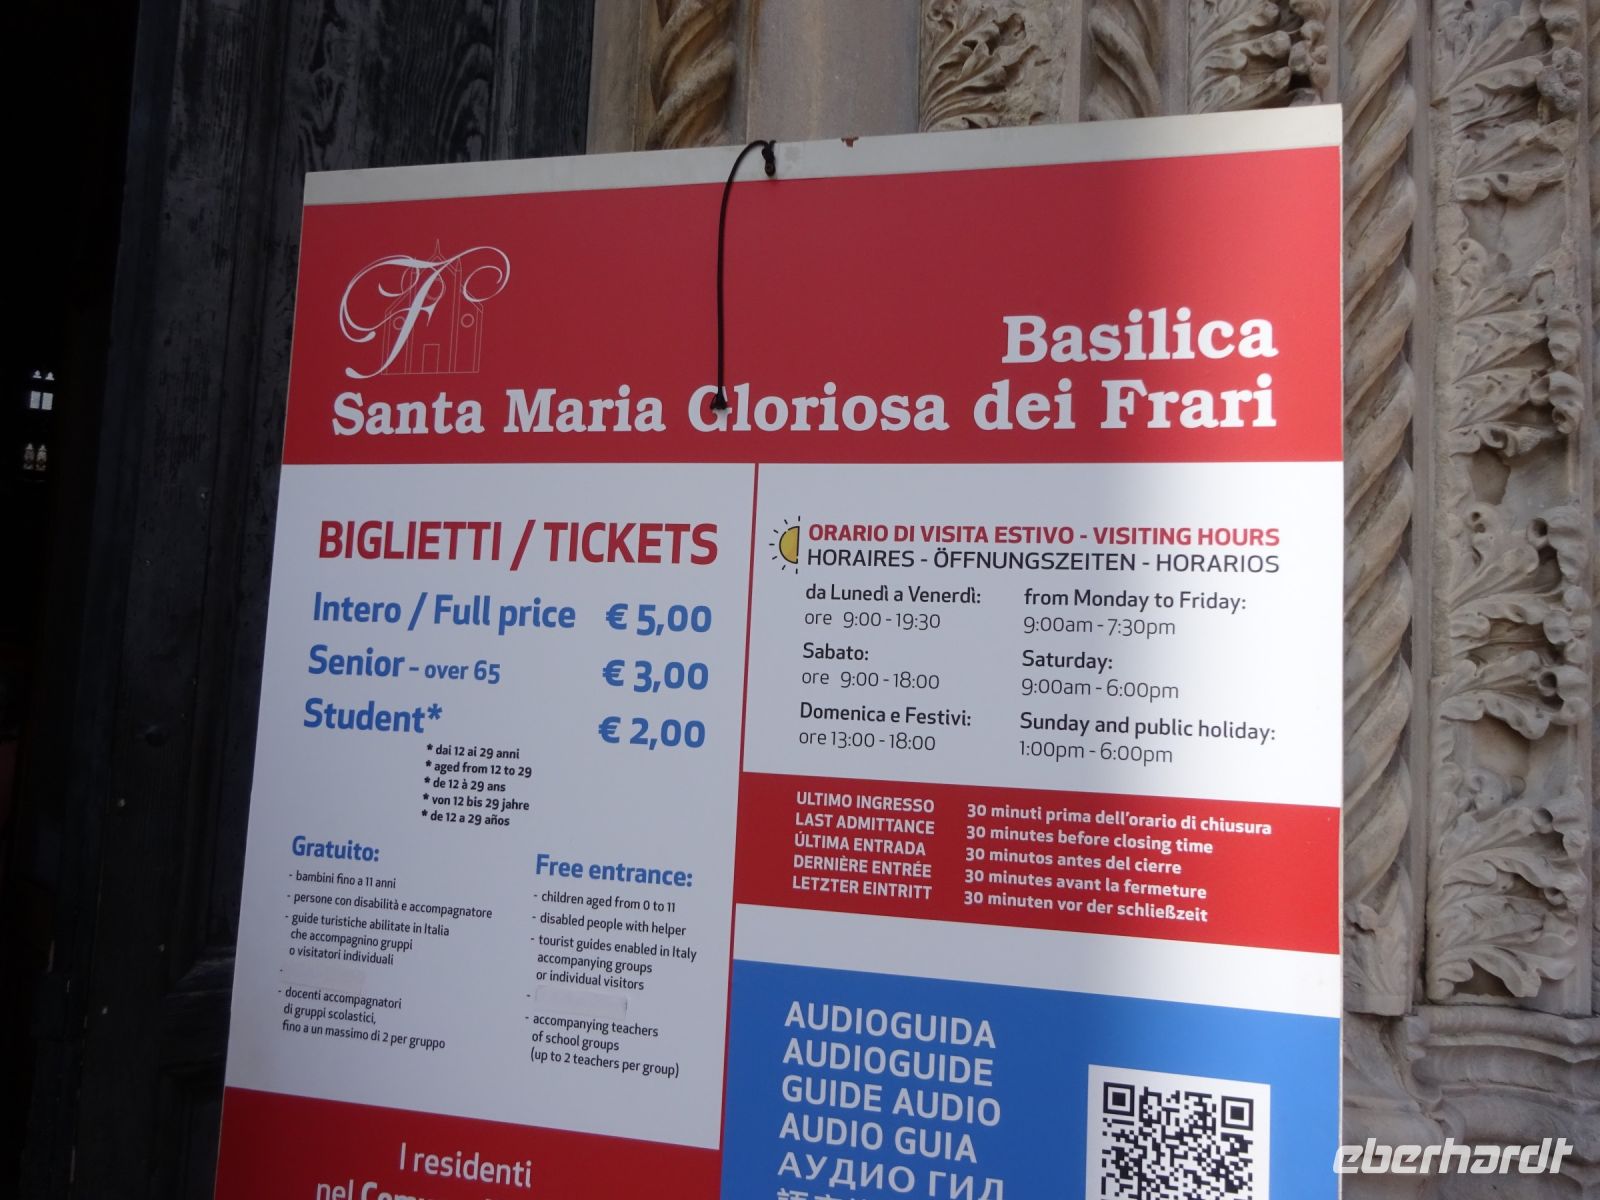 Basilica
Santa Maria Gloriosa dei Frari
BIGLIETTI / TICKETS
Intero / Full price € 5,00
Senior - over 65 € 3,00
Student* € 2,00
* dai 12 ai 29 anni
* aged from 12 to 29
* de 12 à 29 ans
* von 12 bis 29 jahre
* de 12 a 29 años
Gratuito:
- bambini fino a 11 anni
- persone con disabilità e accompagnatore
- guide turistiche abilitate in Italia
che accompagnino gruppi
o visitatori individuali
-
- docenti accompagnatori
di gruppi scolastici,
fino a un massimo di 2 per gruppo
Free entrance:
- children aged from 0 to 11
- disabled people with helper
- tourist guides enabled in Italy
accompanying groups
or individual visitors
-
- accompanying teachers
of school groups
(up to 2 teachers per group)
I residenti
nel
ORARIO DI VISITA ESTIVO - VISITING HOURS
HORAIRES - ÖFFNUNGSZEITEN - HORARIOS
da Lunedì a Venerdì:
ore 9:00 - 19:30
Sabato:
ore 9:00 - 18:00
Domenica e Festivi:
ore 13:00 - 18:00
from Monday to Friday:
9:00am - 7:30pm
Saturday:
9:00am - 6:00pm
Sunday and public holiday:
1:00pm - 6:00pm
ULTIMO INGRESSO 30 minuti prima dell'orario di chiusura
LAST ADMITTANCE 30 minutes before closing time
ÚLTIMA ENTRADA 30 minutos antes del cierre
DERNIÈRE ENTRÉE 30 minutes avant la fermeture
LETZTER EINTRITT 30 minuten vor der schließzeit
AUDIOGUIDA
AUDIOGUIDE
GUIDE AUDIO
AUDIO GUIA
АУДИО ГИД
eberhardt